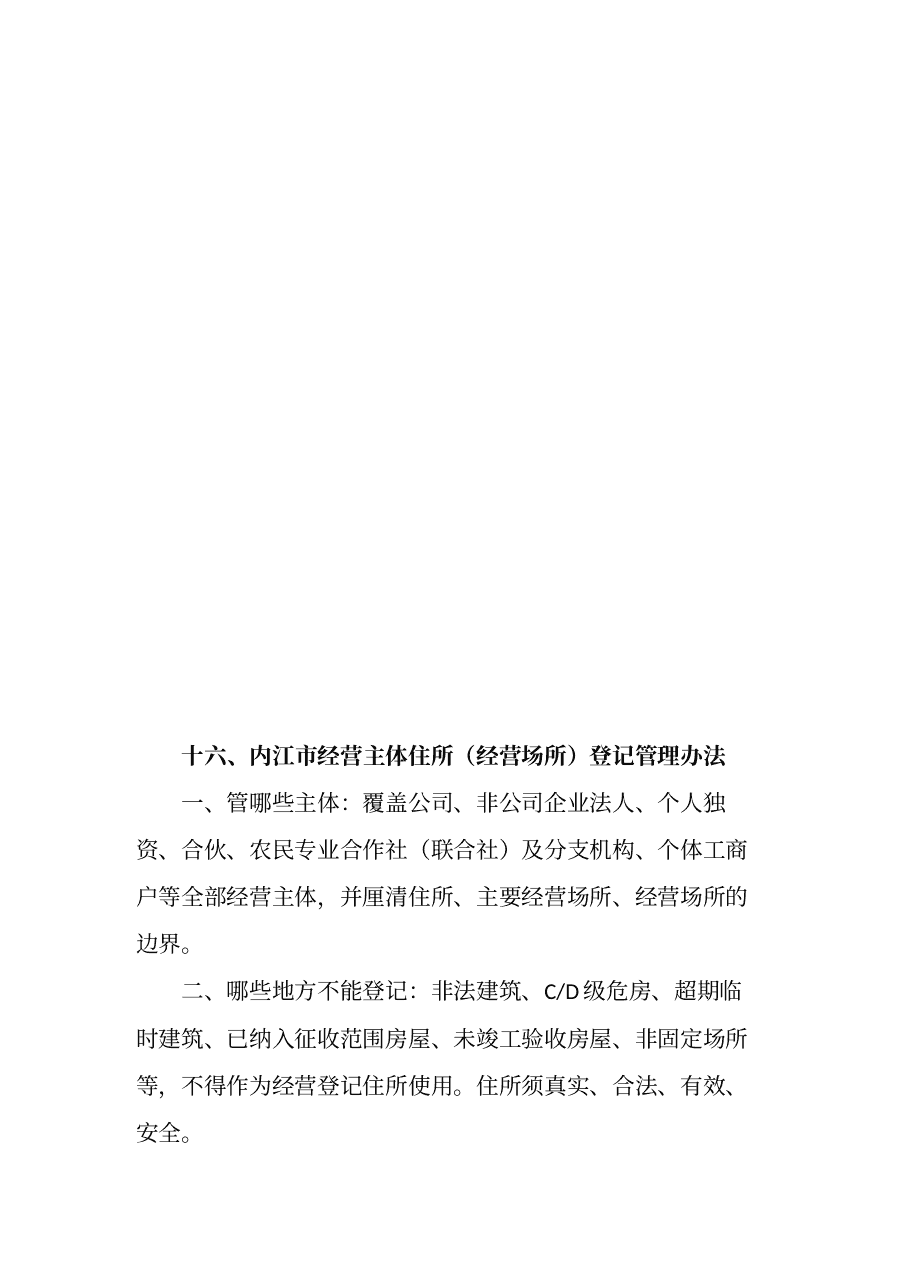 十六、内江市经营主体住所（经营场所）登记管理办法
一、管哪些主体：覆盖公司、非公司企业法人、个人独
资、合伙、农民专业合作社（联合社）及分支机构、个体工商
户等全部经营主体，并厘清住所、主要经营场所、经营场所的
边界。
二、哪些地方不能登记：非法建筑、C/D级危房、超期临
时建筑、已纳入征收范围房屋、未竣工验收房屋、非固定场所
等，不得作为经营登记住所使用。住所须真实、合法、有效、
安全。